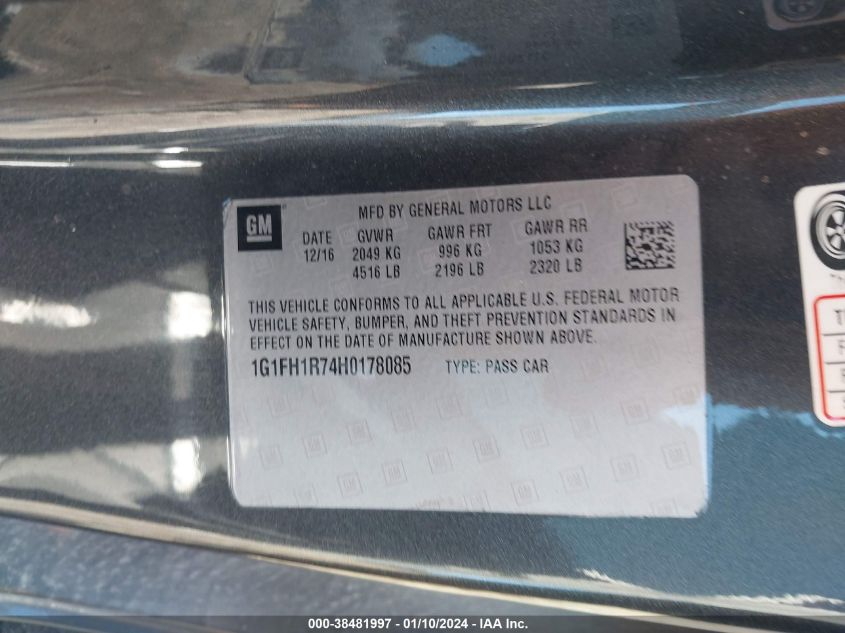 GM
MFD BY GENERAL MOTORS LLC
DATE GVWR GAWR FRT GAWR RR
12/16 2049 KG 996 KG 1053 KG
4516 LB 2196 LB 2320 LB
THIS VEHICLE CONFORMS TO ALL APPLICABLE U.S. FEDERAL MOTOR
VEHICLE SAFETY, BUMPER, AND THEFT PREVENTION STANDARDS IN
EFFECT ON THE DATE OF MANUFACTURE SHOWN ABOVE.
1G1FH1R74H0178085 TYPE: PASS CAR
000-38481997 - 01/10/2024 - IAA Inc.